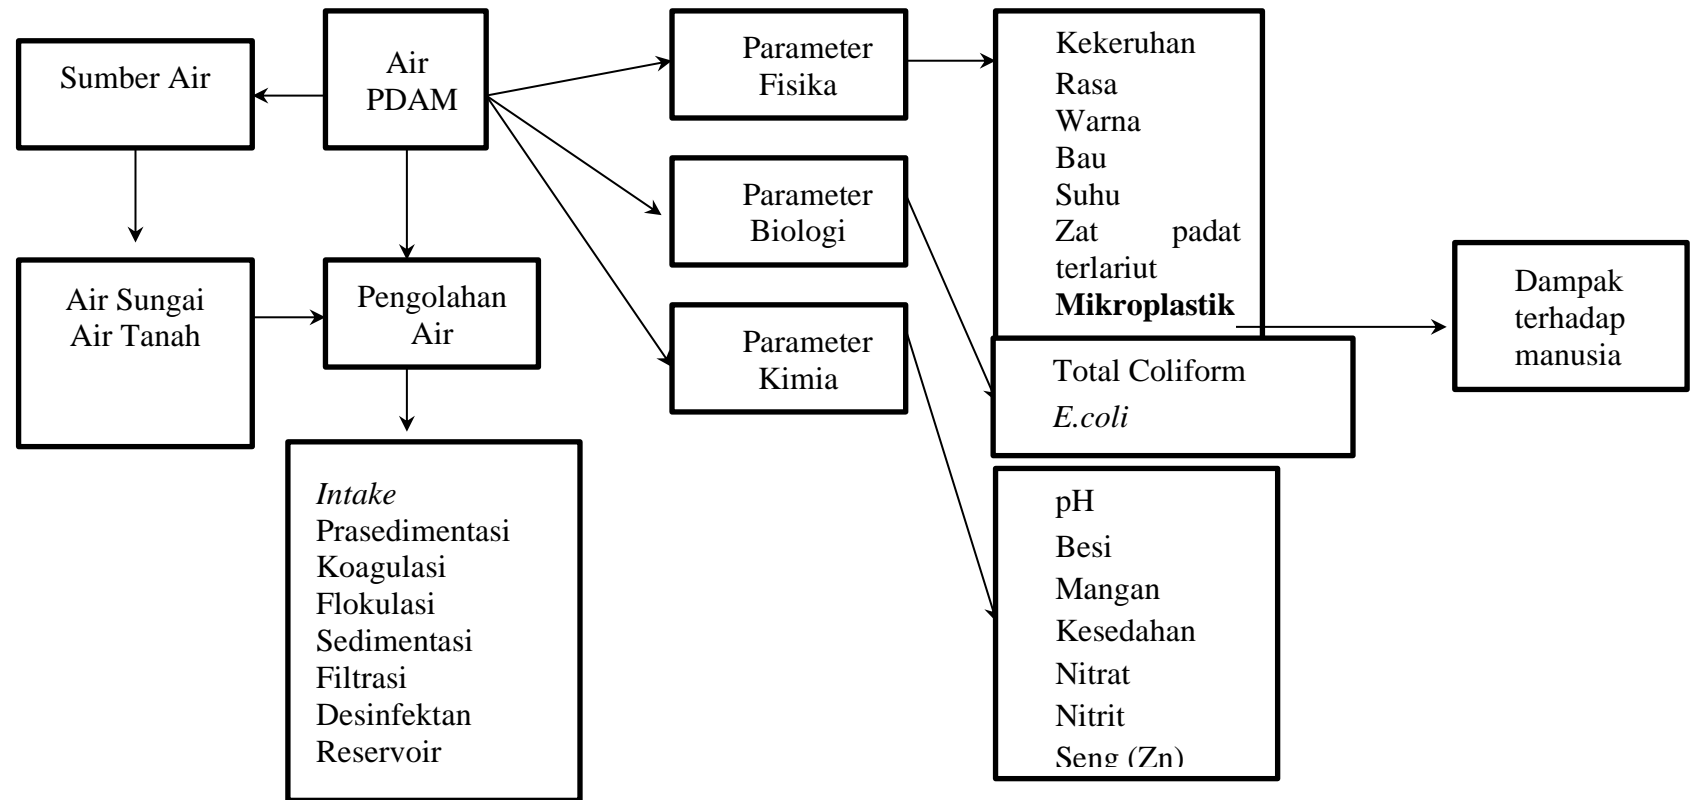 Sumber Air
Air
PDAM
Parameter
Fisika
Kekeruhan
Rasa
Warna
Bau
Suhu
Zat padat
terlariut
Mikroplastik
Parameter
Biologi
Air Sungai
Air Tanah
Pengolahan
Air
Dampak
terhadap
manusia
Parameter
Kimia
Total Coliform
E.coli
Intake
Prasedimentasi
Koagulasi
Flokulasi
Sedimentasi
Filtrasi
Desinfektan
Reservoir
pH
Besi
Mangan
Kesedahan
Nitrat
Nitrit
Seng (Zn)